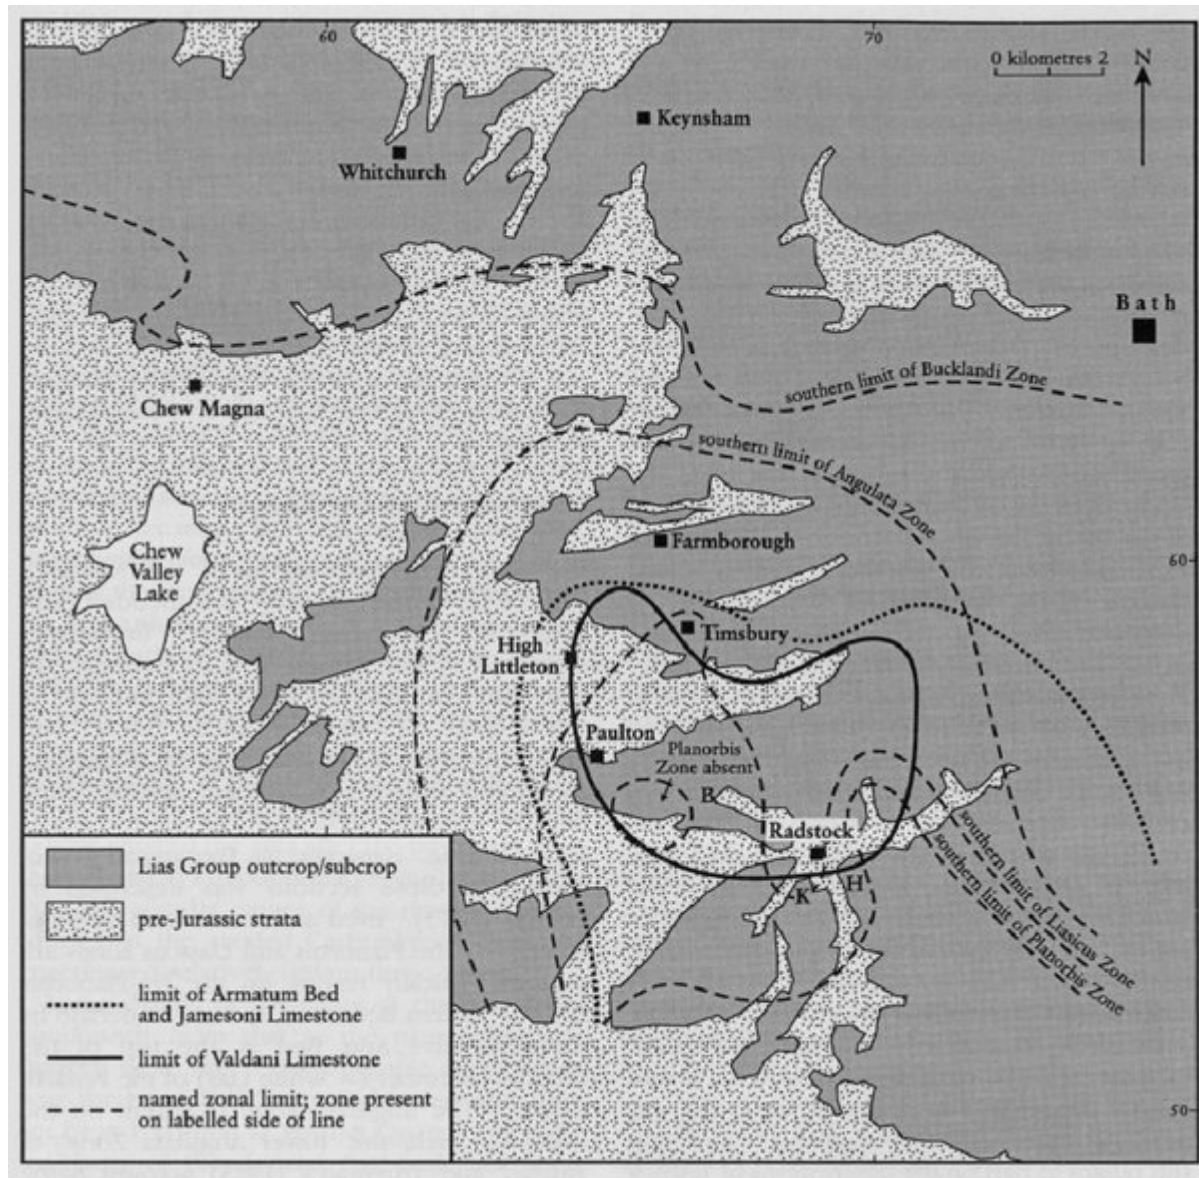 60
70
0 kilometres 2
N
Keynsham
Whitchurch
Bath
southern limit of Bucklandi Zone
Chew Magna
southern limit of Angulata Zone
Chew
Valley
Lake
Farmborough
60
High
Littleton
Timsbury
Paulton
Planorbis
Zone absent
B
Radstock
K
H
southern limit of Liasicus Zone
southern limit of Planorbis Zone
50
Lias Group outcrop/subcrop
pre-Jurassic strata
limit of Armatum Bed
and Jamesoni Limestone
limit of Valdani Limestone
named zonal limit; zone present
on labelled side of line